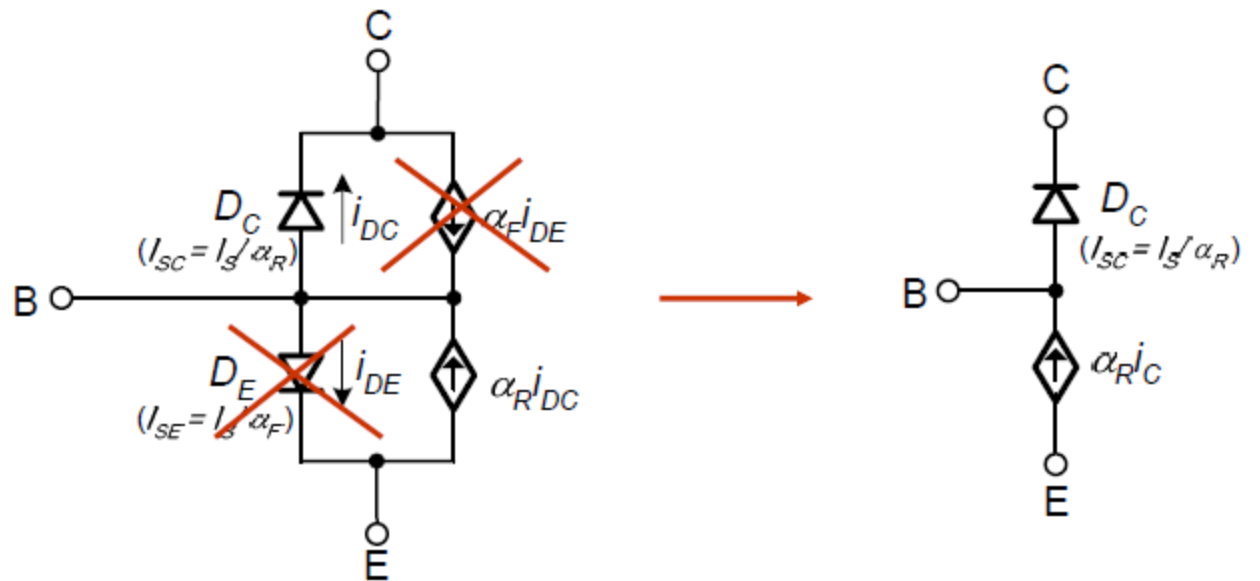 C
D_C
i_DC
α_F i_DE
(I_SC = I_S/α_R)
B
D_E
i_DE
α_R i_DC
(I_SE = I_S/α_F)
E
C
D_C
(I_SC = I_S/α_R)
B
α_R i_C
E